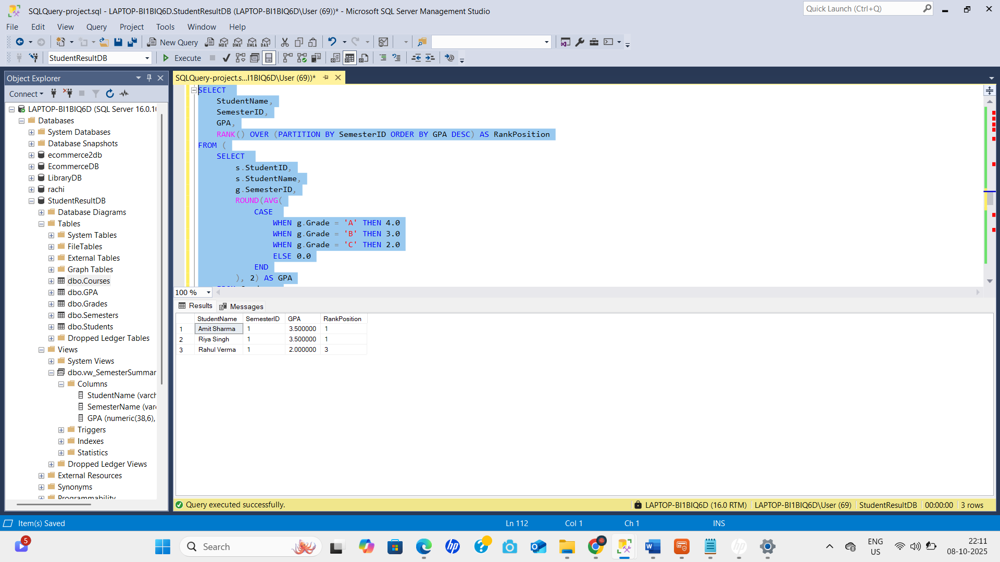 SQLQuery-project.sql - LAPTOP-BI1BIQ6D.StudentResultDB (LAPTOP-BI1BIQ6D\User (69))* - Microsoft SQL Server Management Studio
Quick Launch (Ctrl+Q)
File Edit View Query Project Tools Window Help
New Query
MDX DMX XMLA DAX
StudentResultDB
Execute
Object Explorer
SQLQuery-project.s...I1BIQ6D\User (69))*
Connect
LAPTOP-BI1BIQ6D (SQL Server 16.0.10
Databases
System Databases
Database Snapshots
ecommerce2db
EcommerceDB
LibraryDB
rachi
StudentResultDB
Database Diagrams
Tables
System Tables
FileTables
External Tables
Graph Tables
dbo.Courses
dbo.GPA
dbo.Grades
dbo.Semesters
dbo.Students
Dropped Ledger Tables
Views
System Views
dbo.vw_SemesterSummar
Columns
StudentName (varch
SemesterName (varc
GPA (numeric(38,6),
Triggers
Indexes
Statistics
Dropped Ledger Views
External Resources
Synonyms
Programmability
SELECT
StudentName,
SemesterID,
GPA,
RANK() OVER (PARTITION BY SemesterID ORDER BY GPA DESC) AS RankPosition
FROM (
SELECT
s.StudentID,
s.StudentName,
g.SemesterID,
ROUND(AVG(
CASE
WHEN g.Grade = 'A' THEN 4.0
WHEN g.Grade = 'B' THEN 3.0
WHEN g.Grade = 'C' THEN 2.0
ELSE 0.0
END
), 2) AS GPA
100 %
Results Messages
StudentName SemesterID GPA RankPosition
1 Amit Sharma 1 3.500000 1
2 Riya Singh 1 3.500000 1
3 Rahul Verma 1 2.000000 3
Query executed successfully.
LAPTOP-BI1BIQ6D (16.0 RTM) LAPTOP-BI1BIQ6D\User (69) StudentResultDB 00:00:00 3 rows
Item(s) Saved
Ln 112 Col 1 Ch 1 INS
5
Search
hp
hp
ENG
US
22:11
08-10-2025